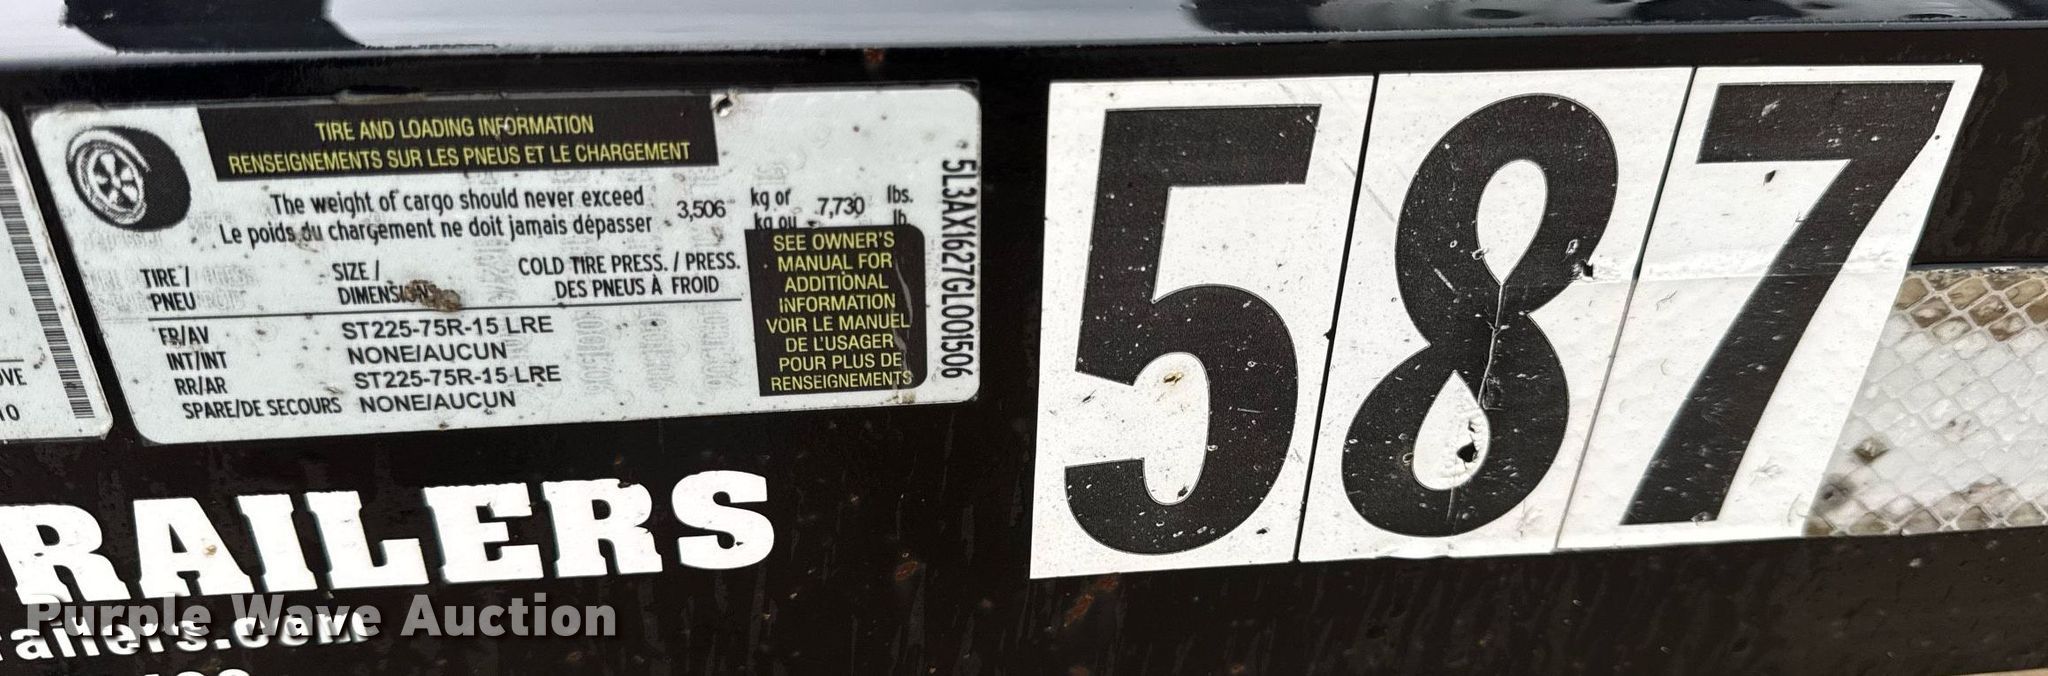 TIRE AND LOADING INFORMATION
RENSEIGNEMENTS SUR LES PNEUS ET LE CHARGEMENT
The weight of cargo should never exceed 3,506 kg or 7,730 lbs.
Le poids du chargement ne doit jamais dépasser kg ou lb.
TIRE / PNEU
SIZE / DIMENSIONS
COLD TIRE PRESS. / PRESS. DES PNEUS À FROID
FR/AV ST225-75R-15 LRE
INT/INT NONE/AUCUN
RR/AR ST225-75R-15 LRE
SPARE/DE SECOURS NONE/AUCUN
SEE OWNER'S
MANUAL FOR
ADDITIONAL
INFORMATION
VOIR LE MANUEL
DE L'USAGER
POUR PLUS DE
RENSEIGNEMENTS
5L3AX1627GL001506
587
OVE
10
RAILERS
railers.com
Purple Wave Auction